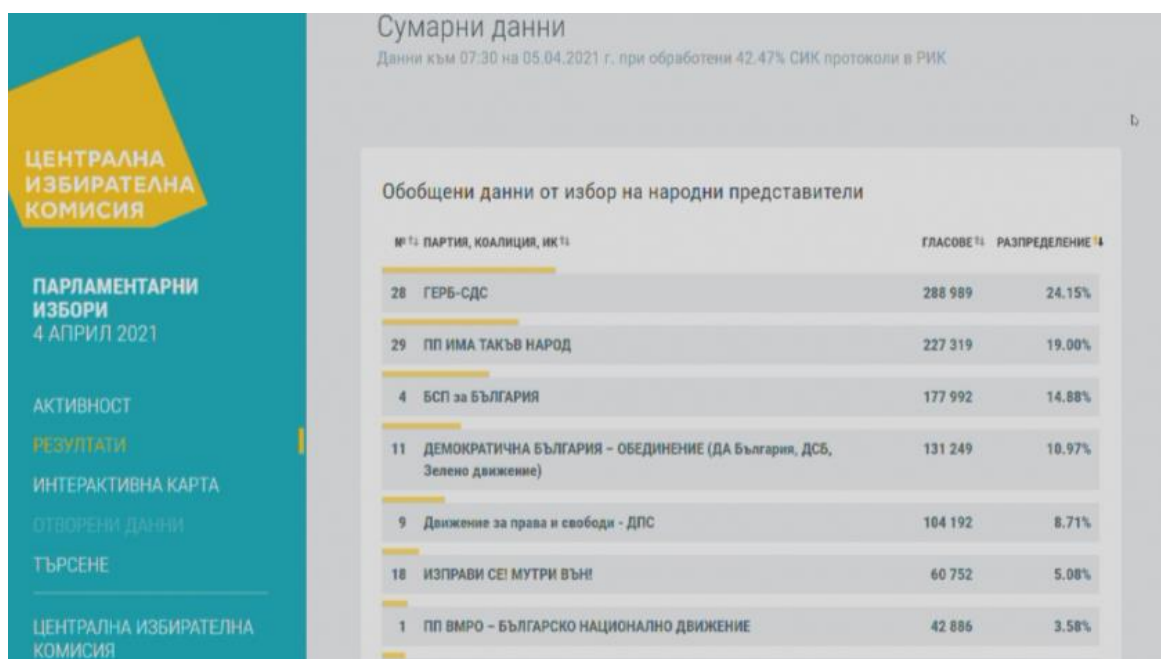 Сумарни данни
Данни към 07:30 на 05.04.2021 г. при обработени 42.47% СИК протоколи в РИК
ЦЕНТРАЛНА
ИЗБИРАТЕЛНА
КОМИСИЯ
ПАРЛАМЕНТАРНИ
ИЗБОРИ
4 АПРИЛ 2021
АКТИВНОСТ
РЕЗУЛТАТИ
ИНТЕРАКТИВНА КАРТА
ОТВОРЕНИ ДАННИ
ТЪРСЕНЕ
ЦЕНТРАЛНА ИЗБИРАТЕЛНА
КОМИСИЯ
Обобщени данни от избор на народни представители
№ ПАРТИЯ, КОАЛИЦИЯ, ИК ГЛАСОВЕ РАЗПРЕДЕЛЕНИЕ
28 ГЕРБ-СДС 288 989 24.15%
29 ПП ИМА ТАКЪВ НАРОД 227 319 19.00%
4 БСП за БЪЛГАРИЯ 177 992 14.88%
11 ДЕМОКРАТИЧНА БЪЛГАРИЯ – ОБЕДИНЕНИЕ (ДА България, ДСБ, 131 249 10.97%
Зелено движение)
9 Движение за права и свободи - ДПС 104 192 8.71%
18 ИЗПРАВИ СЕ! МУТРИ ВЪН! 60 752 5.08%
1 ПП ВМРО – БЪЛГАРСКО НАЦИОНАЛНО ДВИЖЕНИЕ 42 886 3.58%